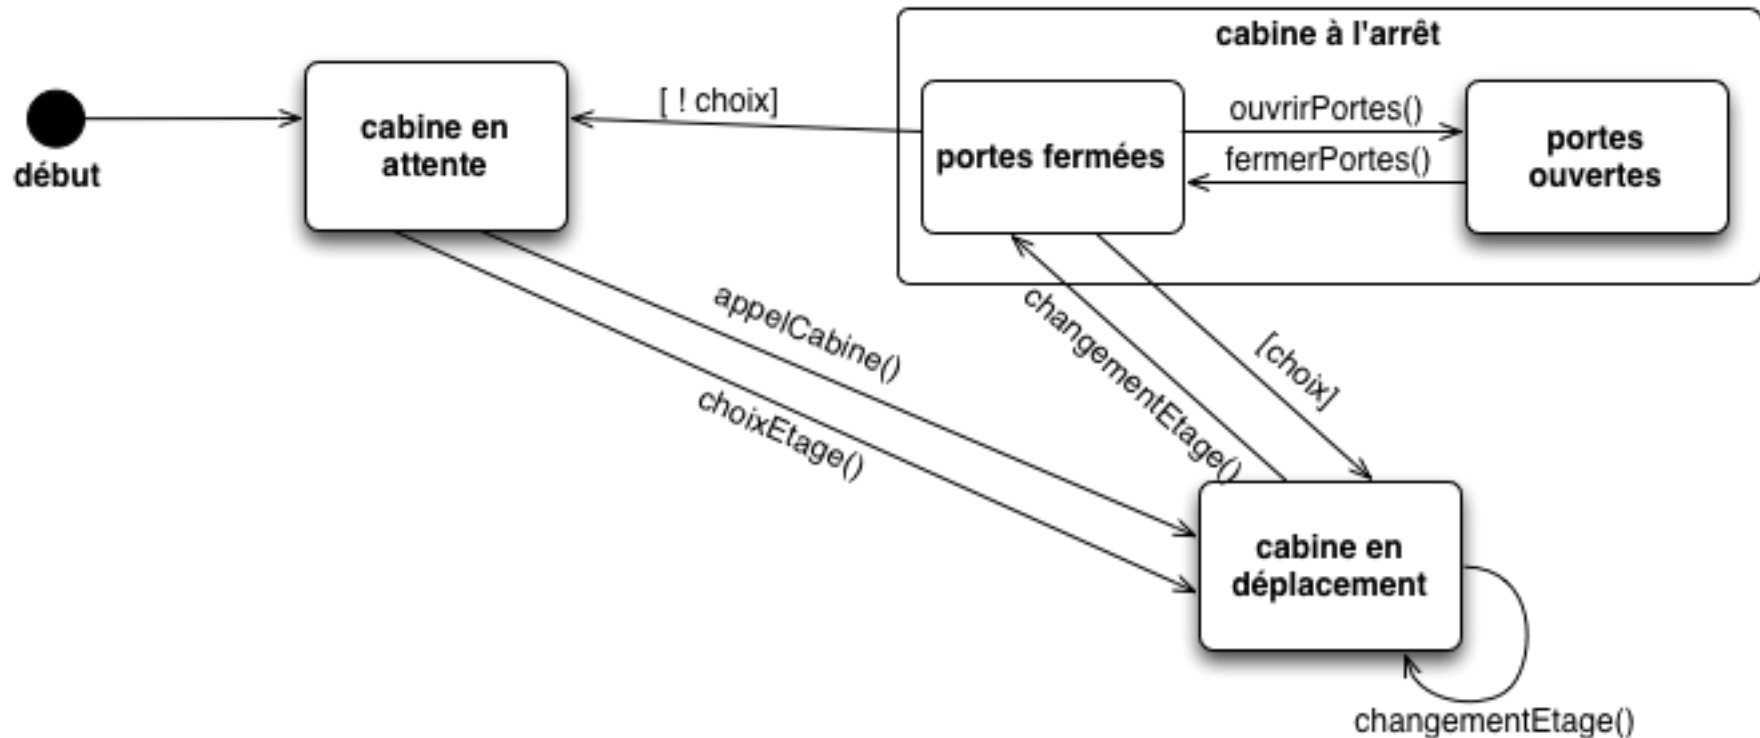 cabine à l'arrêt
début
cabine en
attente
[ ! choix]
portes fermées
ouvrirPortes()
fermerPortes()
portes
ouvertes
appelCabine()
choixEtage()
changementEtage()
[choix]
cabine en
déplacement
changementEtage()